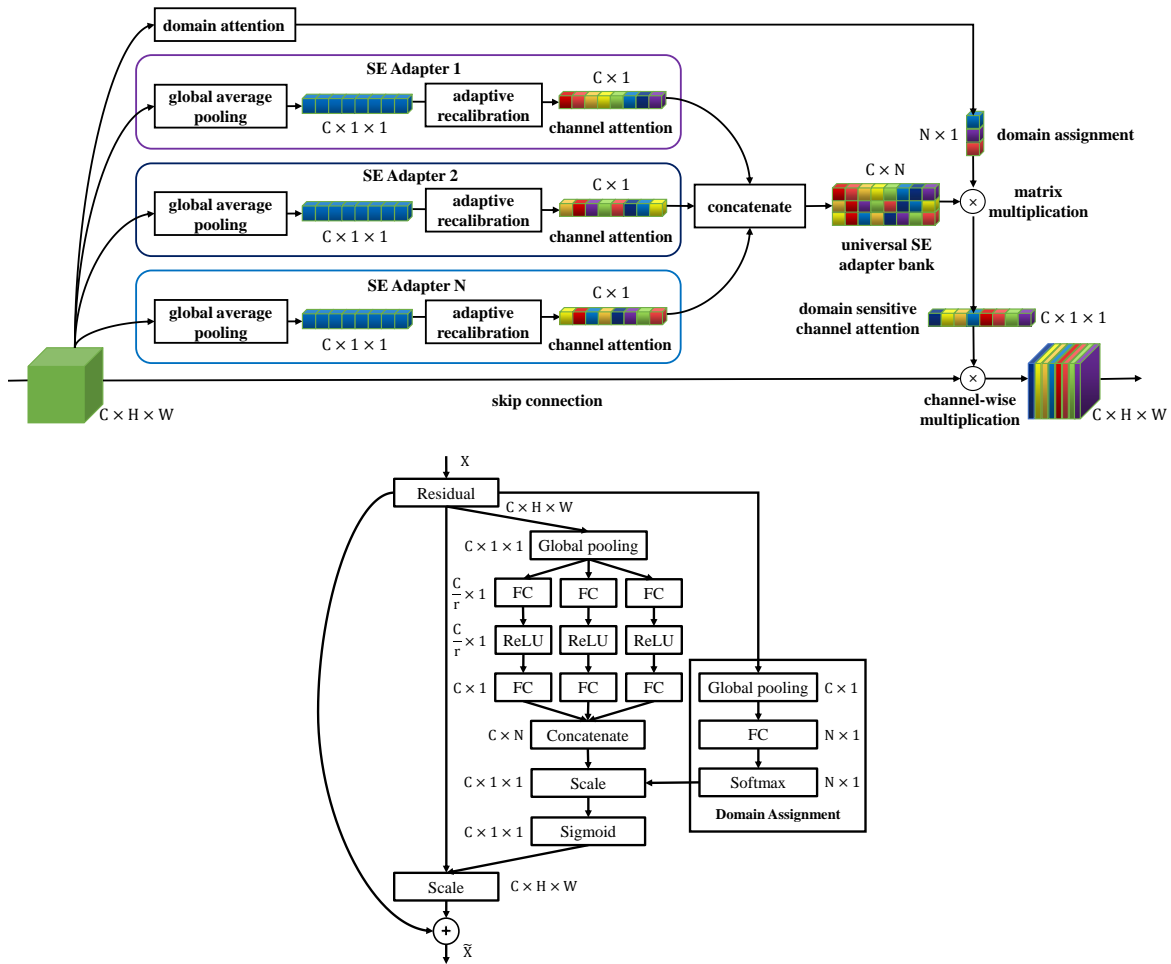 domain attention
SE Adapter 1
global average
pooling
C × 1 × 1
adaptive
recalibration
C × 1
channel attention
SE Adapter 2
global average
pooling
C × 1 × 1
adaptive
recalibration
C × 1
channel attention
SE Adapter N
global average
pooling
C × 1 × 1
adaptive
recalibration
C × 1
channel attention
concatenate
C × N
universal SE
adapter bank
N × 1
domain assignment
×
matrix
multiplication
domain sensitive
channel attention
C × 1 × 1
C × H × W
skip connection
×
channel-wise
multiplication
C × H × W
X
Residual
C × H × W
C × 1 × 1
Global pooling
C/r × 1
FC
FC
FC
C/r × 1
ReLU
ReLU
ReLU
C × 1
FC
FC
FC
C × N
Concatenate
C × 1 × 1
Scale
C × 1 × 1
Sigmoid
Global pooling
C × 1
FC
N × 1
Softmax
N × 1
Domain Assignment
Scale
C × H × W
+
X̃